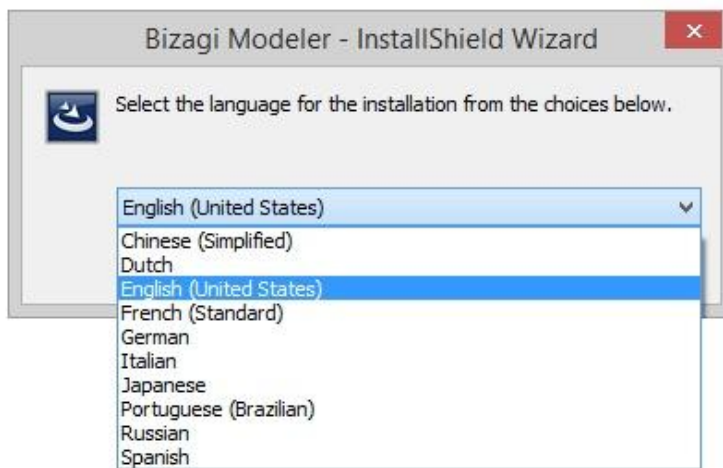 Bizagi Modeler - InstallShield Wizard
Select the language for the installation from the choices below.
English (United States)
Chinese (Simplified)
Dutch
English (United States)
French (Standard)
German
Italian
Japanese
Portuguese (Brazilian)
Russian
Spanish